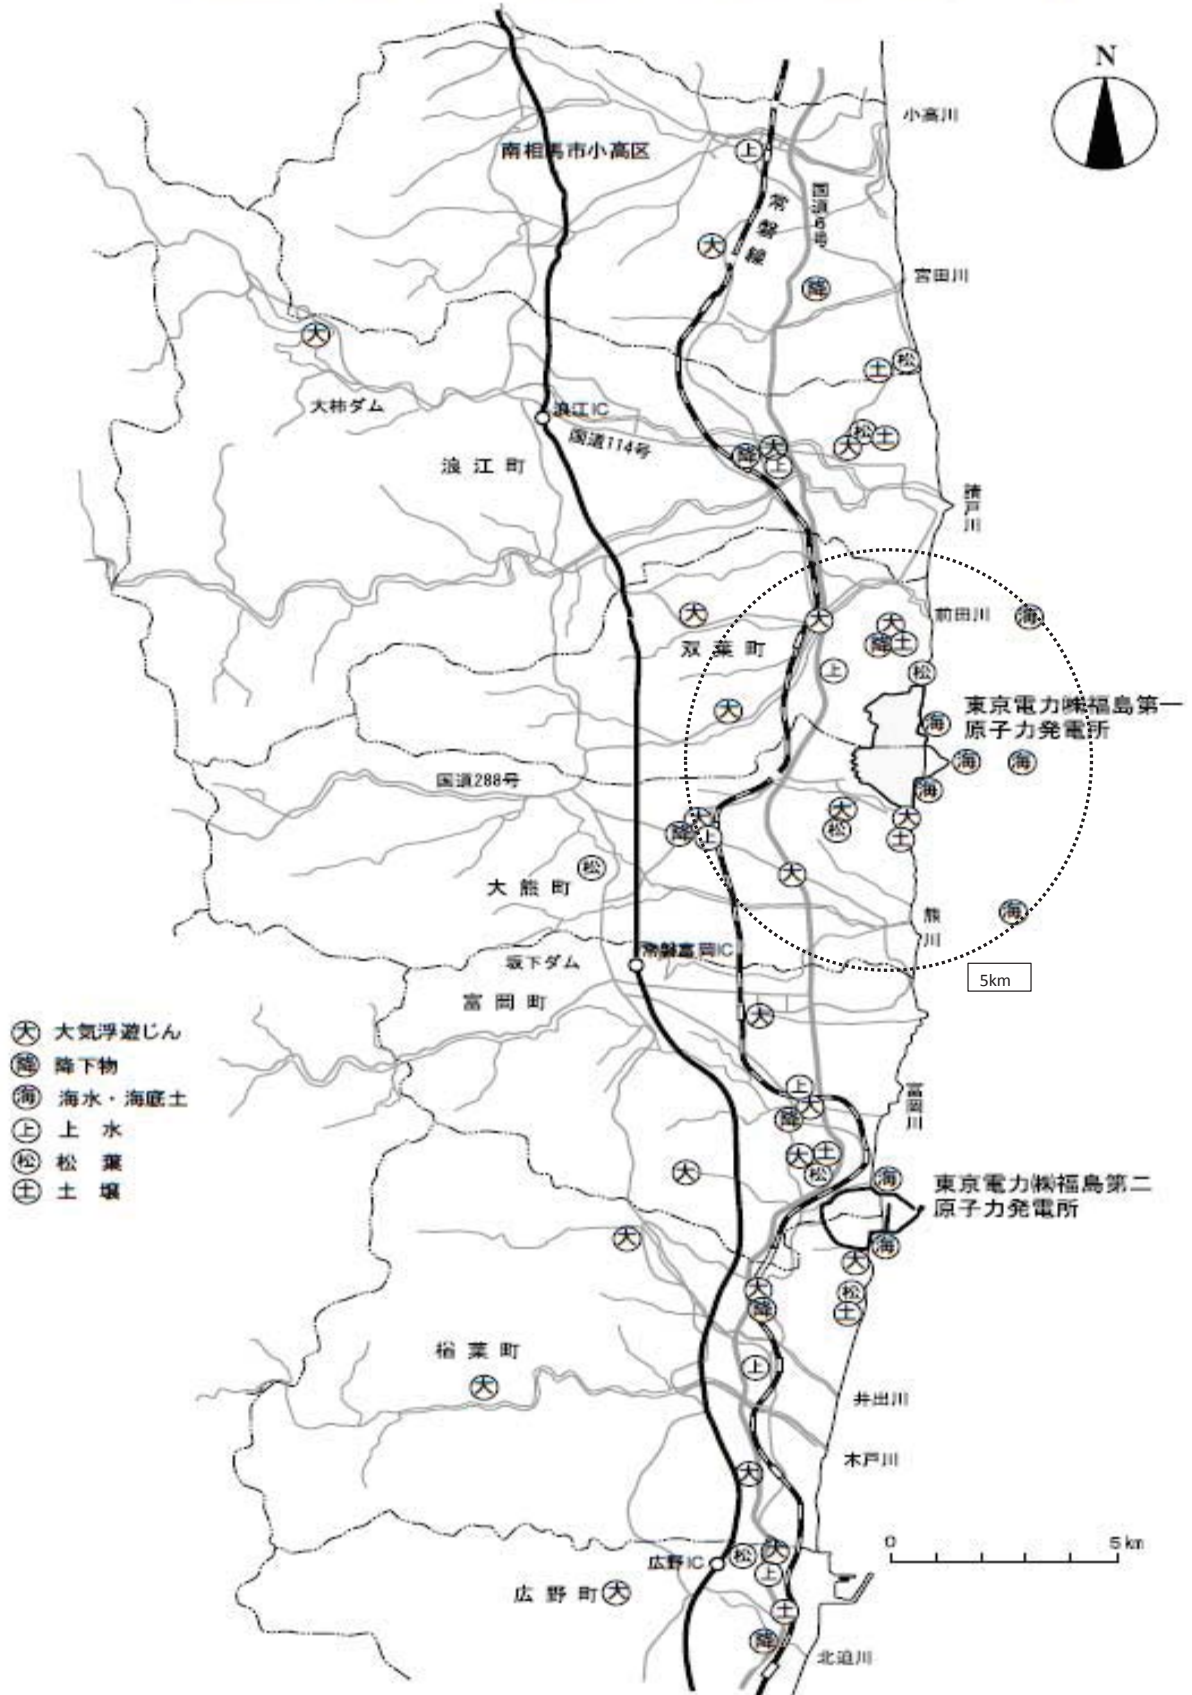 N
小高川
南相馬市小高区
上
国道6号
常磐線
大
宮田川
降
大
松
土
大柿ダム
浪江IC
国道114号
松
土
大
大
降
上
浪江町
請戸川
前田川
海
大
大
大
降
土
双葉町
上
松
大
東京電力㈱福島第一
原子力発電所
海
海
海
国道288号
海
大
大
大
降
上
松
土
松
大
大熊町
熊川
海
常磐富岡IC
坂下ダム
5km
富岡町
大
大 大気浮遊じん
降 降下物
海 海水・海底土
上 上水
松 松葉
土 土壌
上
大
降
富岡川
大
土
松
大
海
東京電力㈱福島第二
原子力発電所
大
海
大
大
松
降
土
楢葉町
上
大
井出川
木戸川
大
0 5km
広野IC
松
大
上
広野町
大
土
降
北迫川